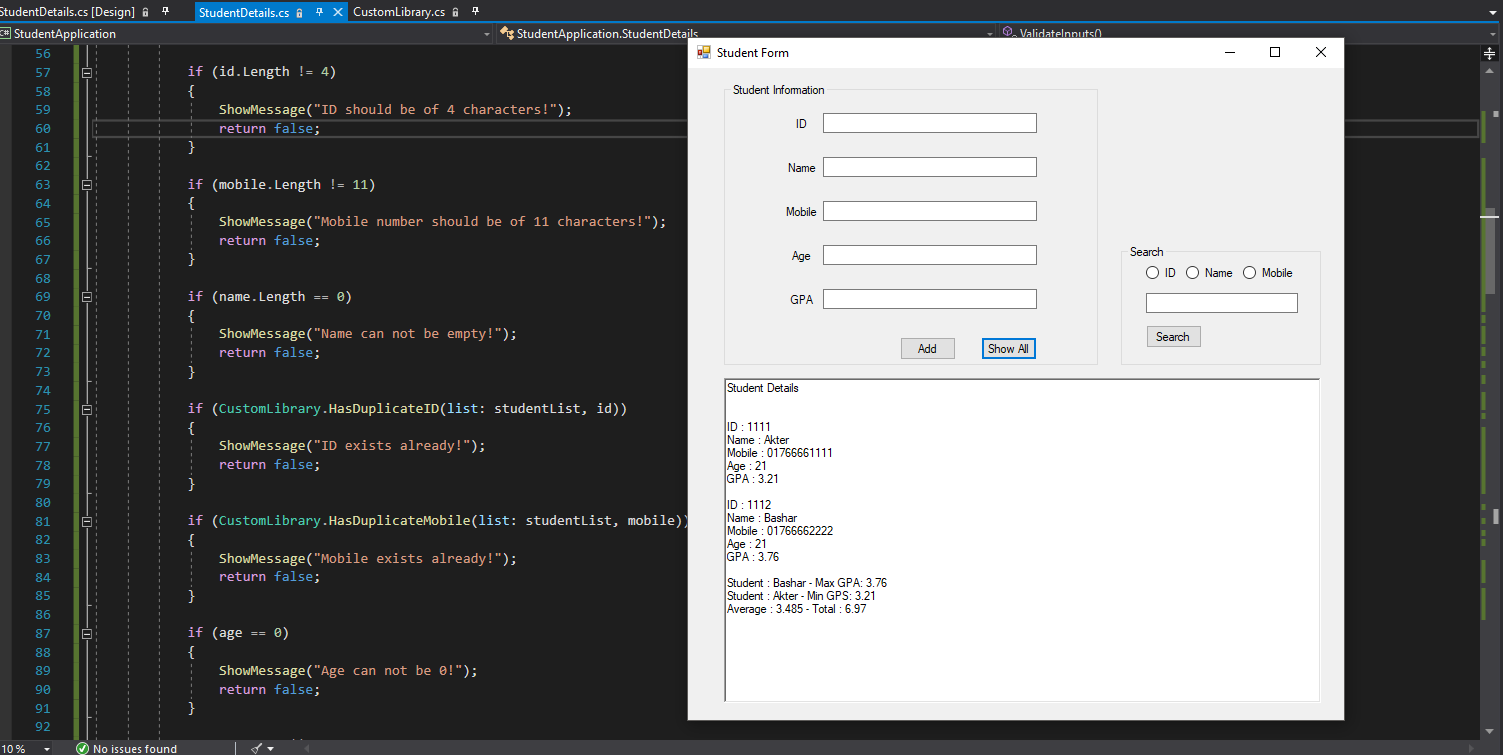 StudentDetails.cs [Design]
StudentDetails.cs
CustomLibrary.cs
C# StudentApplication
StudentApplication.StudentDetails
ValidateInputs()
56
57 if (id.Length != 4)
58 {
59 ShowMessage("ID should be of 4 characters!");
60 return false;
61 }
62
63 if (mobile.Length != 11)
64 {
65 ShowMessage("Mobile number should be of 11 characters!");
66 return false;
67 }
68
69 if (name.Length == 0)
70 {
71 ShowMessage("Name can not be empty!");
72 return false;
73 }
74
75 if (CustomLibrary.HasDuplicateID(list: studentList, id))
76 {
77 ShowMessage("ID exists already!");
78 return false;
79 }
80
81 if (CustomLibrary.HasDuplicateMobile(list: studentList, mobile))
82 {
83 ShowMessage("Mobile exists already!");
84 return false;
85 }
86
87 if (age == 0)
88 {
89 ShowMessage("Age can not be 0!");
90 return false;
91 }
92
10 %
No issues found
Student Form
Student Information
ID
Name
Mobile
Age
GPA
Add
Show All
Search
ID Name Mobile
Search
Student Details
ID : 1111
Name : Akter
Mobile : 01766661111
Age : 21
GPA : 3.21
ID : 1112
Name : Bashar
Mobile : 01766662222
Age : 21
GPA : 3.76
Student : Bashar - Max GPA: 3.76
Student : Akter - Min GPS: 3.21
Average : 3.485 - Total : 6.97